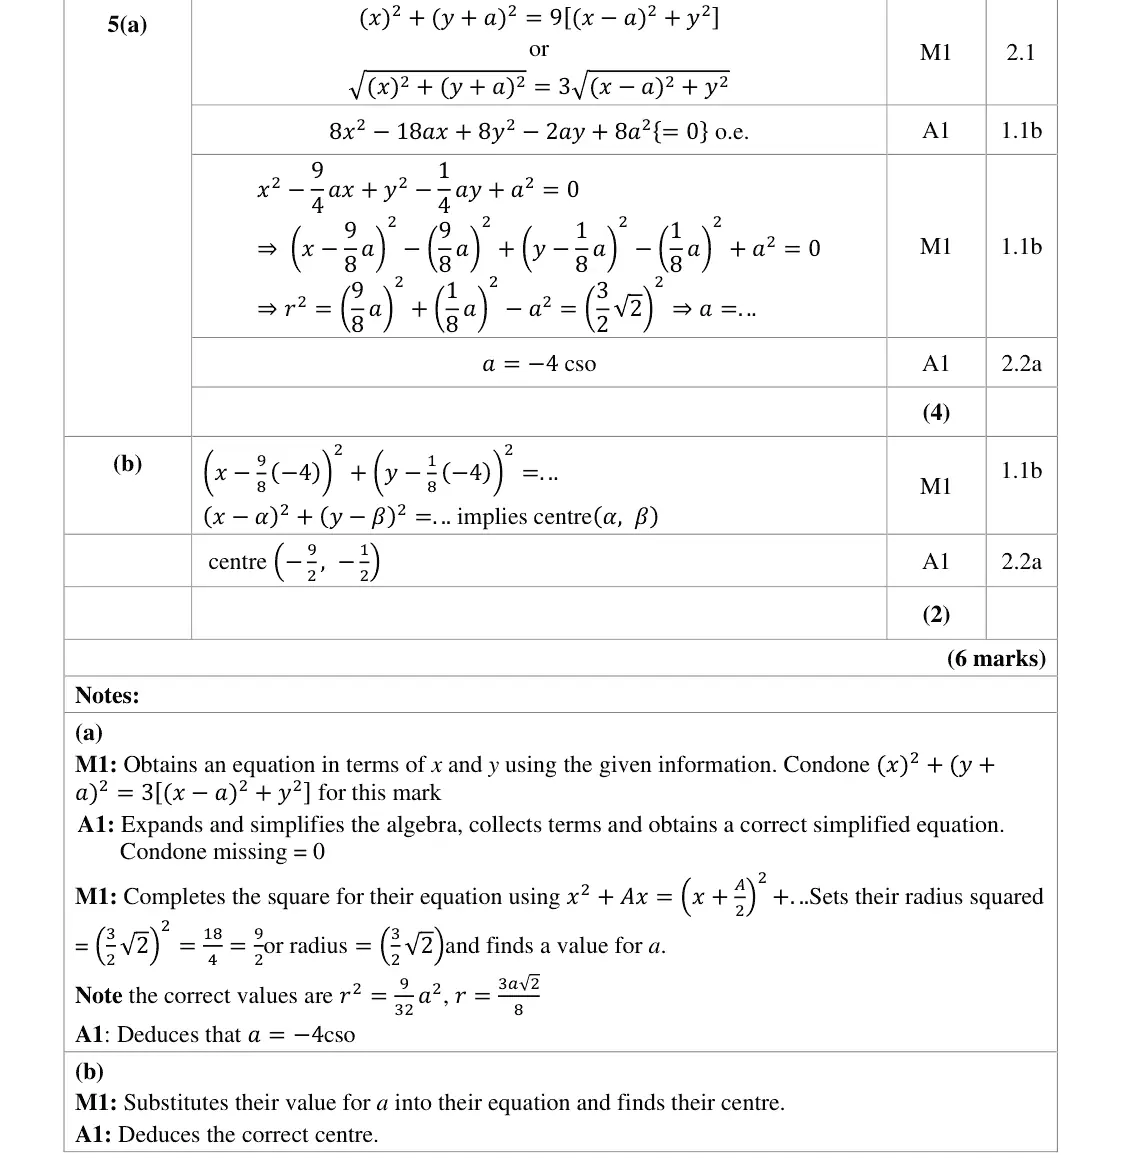 5(a)
(x)² + (y + a)² = 9[(x − a)² + y²]
or
√((x)² + (y + a)²) = 3√((x − a)² + y²)
M1 2.1
8x² − 18ax + 8y² − 2ay + 8a²{= 0} o.e. A1 1.1b
x² − 9/4 ax + y² − 1/4 ay + a² = 0
⇒ (x − 9/8 a)² − (9/8 a)² + (y − 1/8 a)² − (1/8 a)² + a² = 0
⇒ r² = (9/8 a)² + (1/8 a)² − a² = (3/2 √2)² ⇒ a =...
M1 1.1b
a = −4 cso A1 2.2a
(4)
(b)
(x − 9/8(−4))² + (y − 1/8(−4))² =...
(x − α)² + (y − β)² =... implies centre(α, β)
M1 1.1b
centre (−9/2, −1/2) A1 2.2a
(2)
(6 marks)
Notes:
(a)
M1: Obtains an equation in terms of x and y using the given information. Condone (x)² + (y +
a)² = 3[(x − a)² + y²] for this mark
A1: Expands and simplifies the algebra, collects terms and obtains a correct simplified equation.
Condone missing = 0
M1: Completes the square for their equation using x² + Ax = (x + A/2)² +...Sets their radius squared
= (3/2 √2)² = 18/4 = 9/2 or radius = (3/2 √2)and finds a value for a.
Note the correct values are r² = 9/32 a², r = 3a√2/8
A1: Deduces that a = −4cso
(b)
M1: Substitutes their value for a into their equation and finds their centre.
A1: Deduces the correct centre.